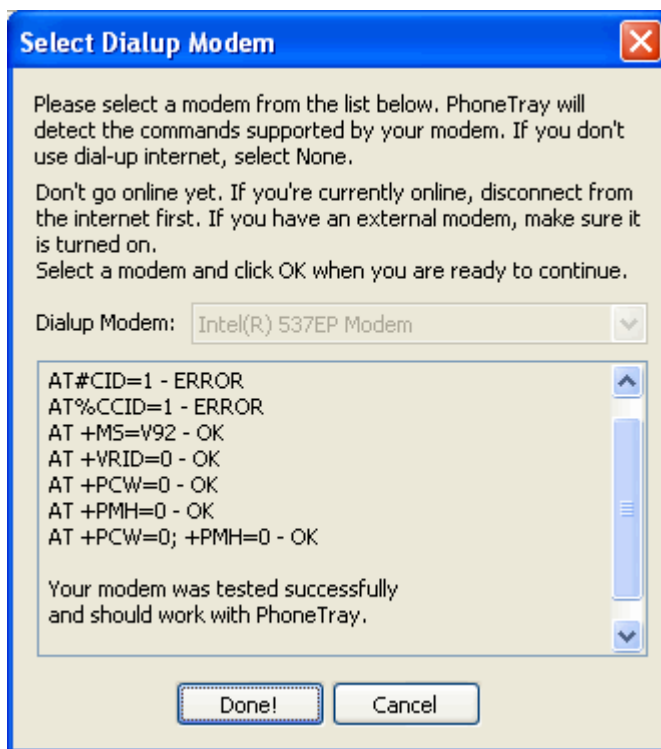 Select Dialup Modem
Please select a modem from the list below. PhoneTray will
detect the commands supported by your modem. If you don't
use dial-up internet, select None.
Don't go online yet. If you're currently online, disconnect from
the internet first. If you have an external modem, make sure it
is turned on.
Select a modem and click OK when you are ready to continue.
Dialup Modem: Intel(R) 537EP Modem
AT#CID=1 - ERROR
AT%CCID=1 - ERROR
AT +MS=V92 - OK
AT +VRID=0 - OK
AT +PCW=0 - OK
AT +PMH=0 - OK
AT +PCW=0; +PMH=0 - OK
Your modem was tested successfully
and should work with PhoneTray.
Done! Cancel